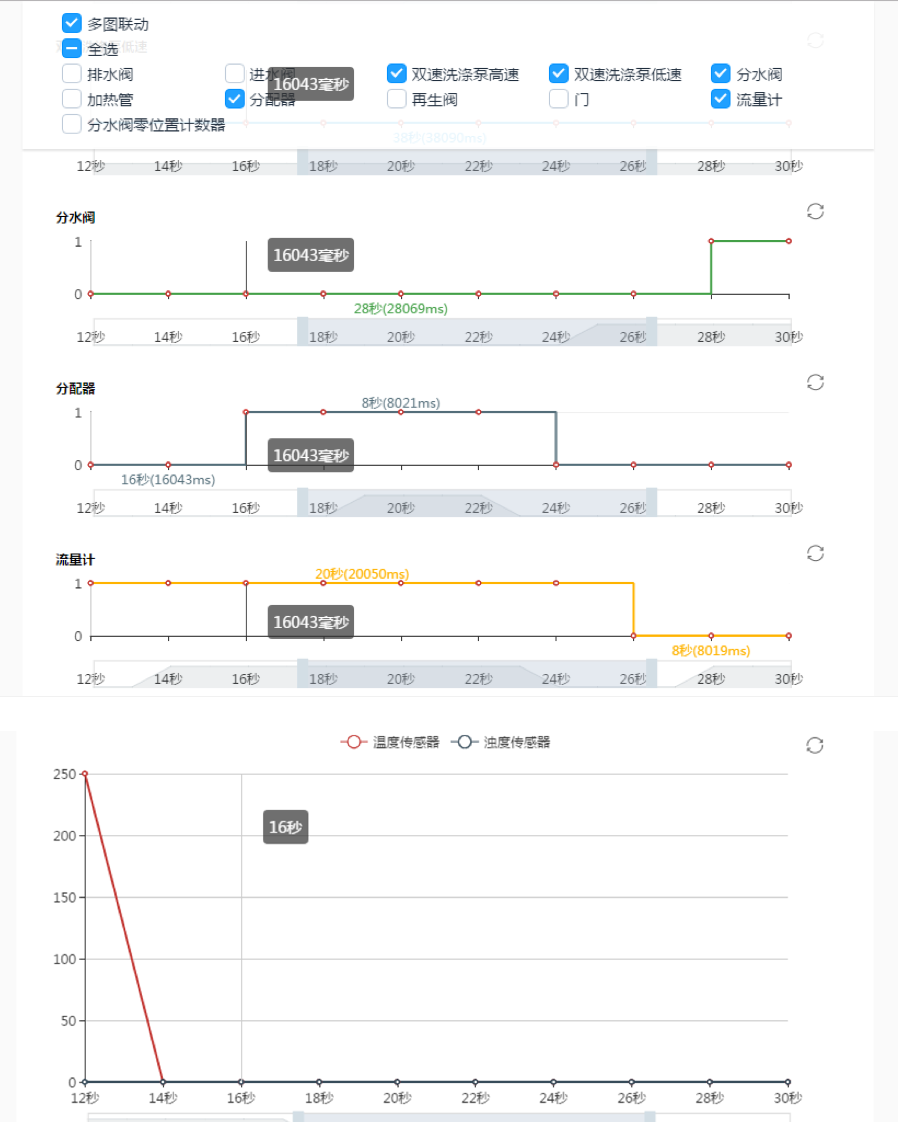 多图联动
全选
排水阀 进水阀 双速洗涤泵高速 双速洗涤泵低速 分水阀
16043毫秒
加热管 分配器 再生阀 门 流量计
分水阀零位置计数器
38秒(38090ms)
12秒 14秒 16秒 18秒 20秒 22秒 24秒 26秒 28秒 30秒
分水阀
1
16043毫秒
0
28秒(28069ms)
12秒 14秒 16秒 18秒 20秒 22秒 24秒 26秒 28秒 30秒
分配器
8秒(8021ms)
1
16043毫秒
0
16秒(16043ms)
12秒 14秒 16秒 18秒 20秒 22秒 24秒 26秒 28秒 30秒
流量计
20秒(20050ms)
1
16043毫秒
0
8秒(8019ms)
12秒 14秒 16秒 18秒 20秒 22秒 24秒 26秒 28秒 30秒
温度传感器 浊度传感器
250
16秒
200
150
100
50
0
12秒 14秒 16秒 18秒 20秒 22秒 24秒 26秒 28秒 30秒